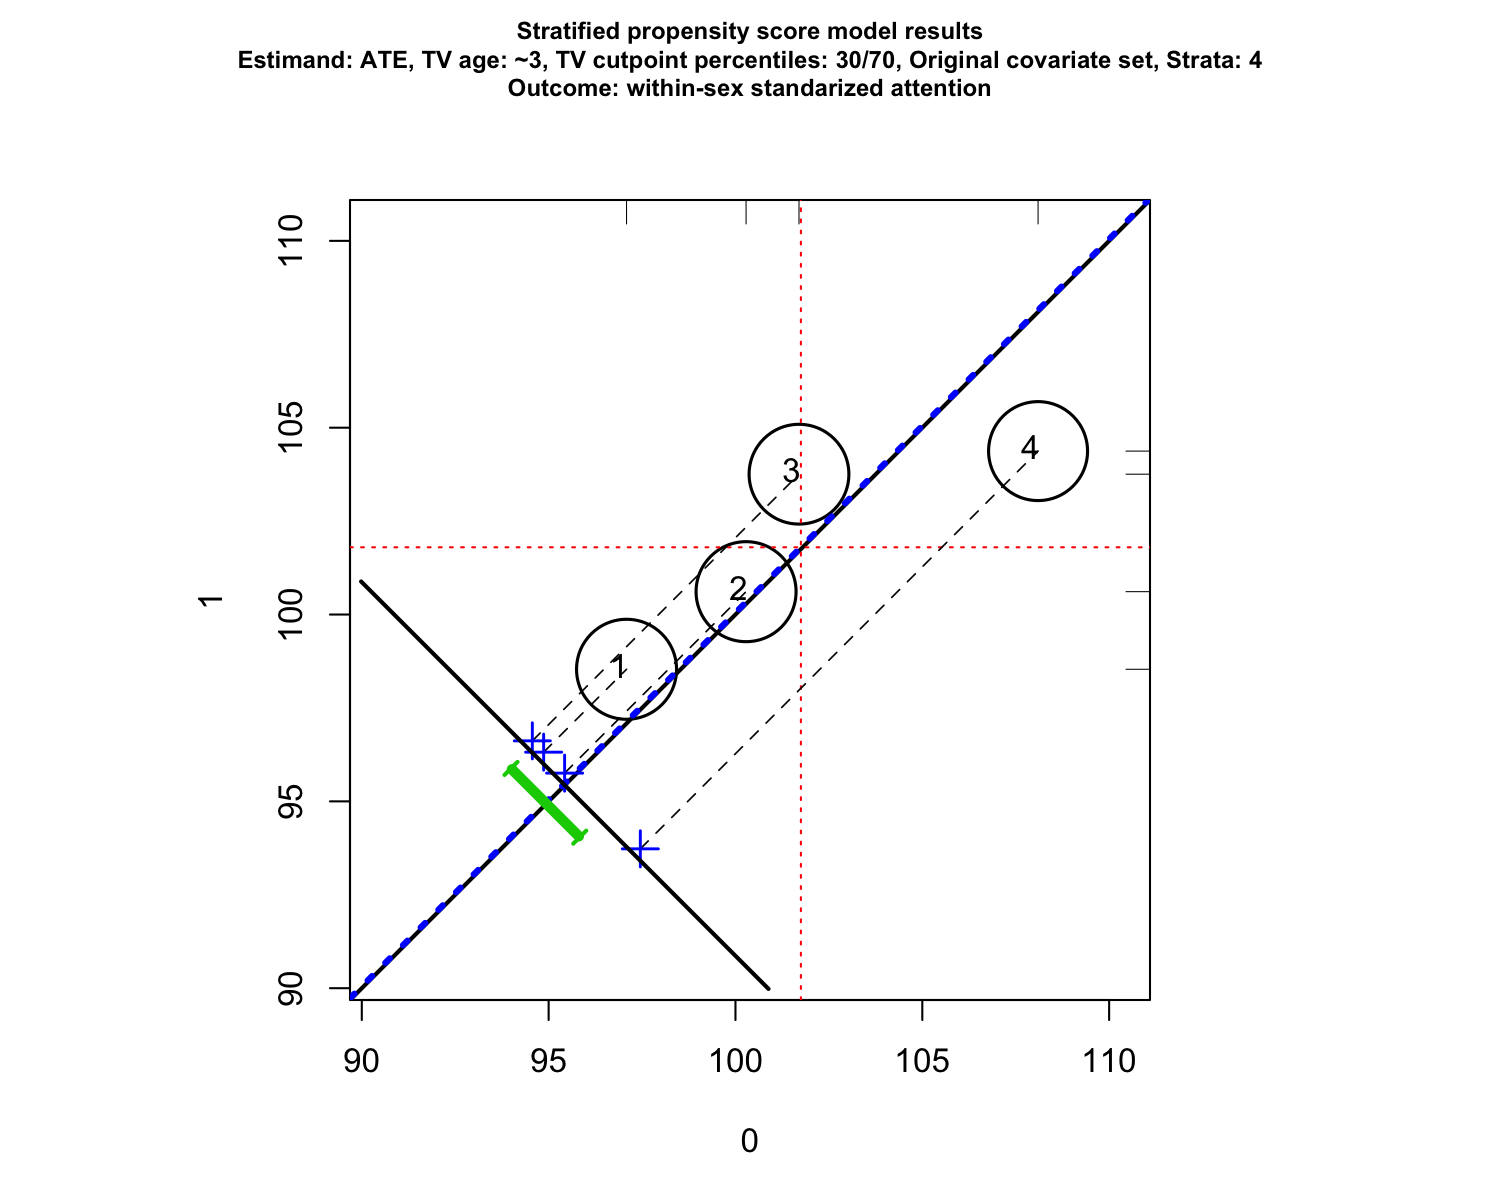 Stratified propensity score model results
Estimand: ATE, TV age: ~3, TV cutpoint percentiles: 30/70, Original covariate set, Strata: 4
Outcome: within-sex standarized attention
110
105
100
95
90
1
3
4
2
1
90 95 100 105 110
0